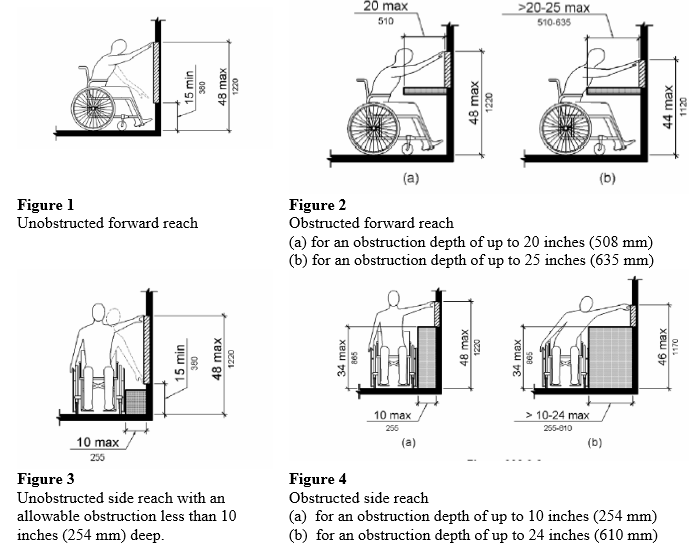 15 min
380
48 max
1220
20 max
510
48 max
1220
(a)
>20-25 max
510-635
44 max
1120
(b)
Figure 1
Unobstructed forward reach
Figure 2
Obstructed forward reach
(a) for an obstruction depth of up to 20 inches (508 mm)
(b) for an obstruction depth of up to 25 inches (635 mm)
15 min
380
48 max
1220
10 max
255
34 max
865
48 max
1220
10 max
255
(a)
34 max
865
46 max
1170
> 10-24 max
255-610
(b)
Figure 3
Unobstructed side reach with an
allowable obstruction less than 10
inches (254 mm) deep.
Figure 4
Obstructed side reach
(a) for an obstruction depth of up to 10 inches (254 mm)
(b) for an obstruction depth of up to 24 inches (610 mm)